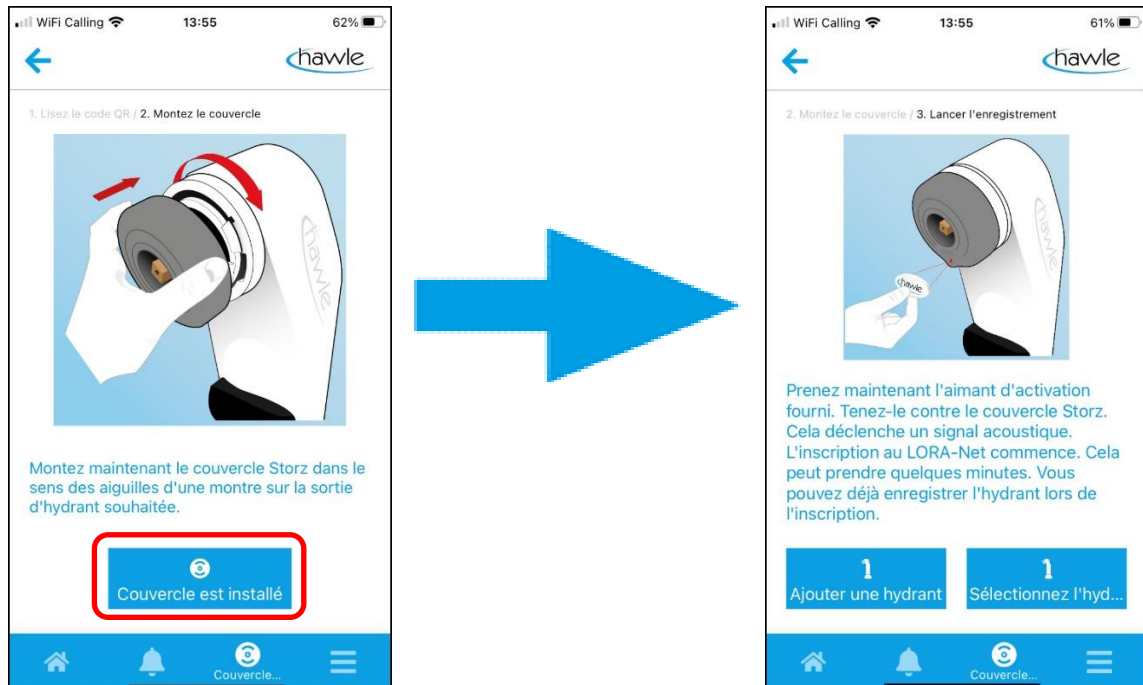 WiFi Calling 13:55 62%
hawle
1. Lisez le code QR / 2. Montez le couvercle
hawle
Montez maintenant le couvercle Storz dans le
sens des aiguilles d'une montre sur la sortie
d'hydrant souhaitée.
Couvercle est installé
Couvercle...
WiFi Calling 13:55 61%
hawle
2. Montez le couvercle / 3. Lancer l'enregistrement
hawle
hawle
Prenez maintenant l'aimant d'activation
fourni. Tenez-le contre le couvercle Storz.
Cela déclenche un signal acoustique.
L'inscription au LORA-Net commence. Cela
peut prendre quelques minutes. Vous
pouvez déjà enregistrer l'hydrant lors de
l'inscription.
Ajouter une hydrant
Sélectionnez l'hyd...
Couvercle...